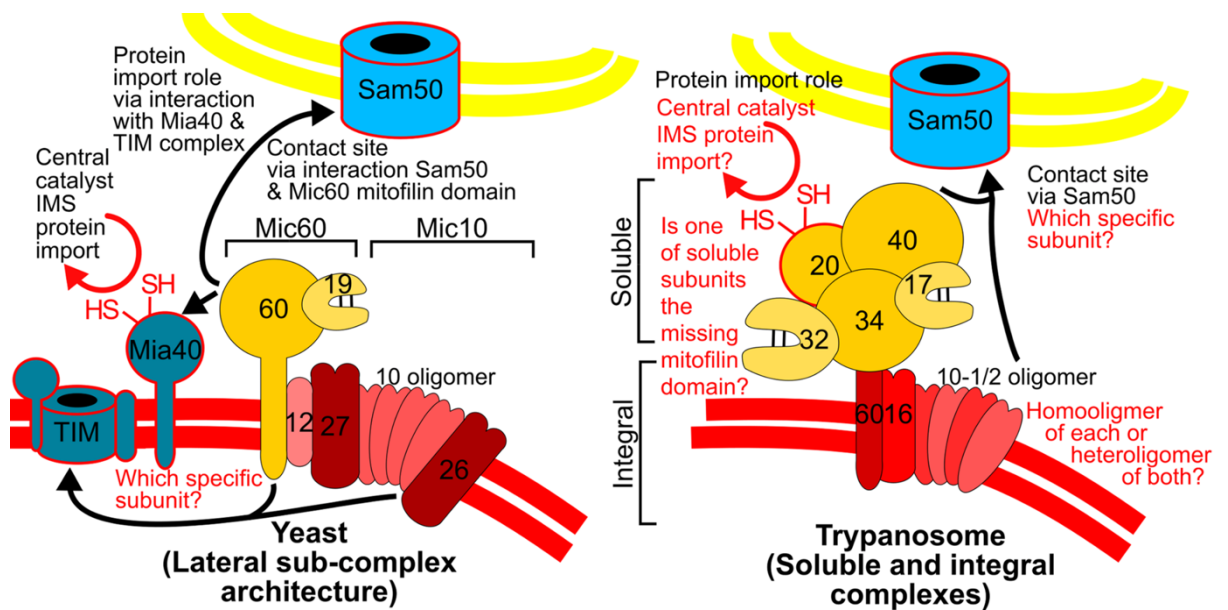 Protein
import role
via interaction
with Mia40 &
TIM complex
Sam50
Central
catalyst
IMS
protein
import
Contact site
via interaction Sam50
& Mic60 mitofilin domain
Mic60
Mic10
SH
HS
60
19
Mia40
10 oligomer
TIM
12
27
26
Which specific
subunit?
Yeast
(Lateral sub-complex
architecture)
Protein import role
Central catalyst
IMS protein
import?
Sam50
Contact site
via Sam50
Which specific
subunit?
Soluble
Integral
SH
HS
Is one
of soluble
subunits
the
missing
mitofilin
domain?
20
40
17
34
32
10-1/2 oligomer
60
16
Homooligmer
of each or
heteroligomer
of both?
Trypanosome
(Soluble and integral
complexes)